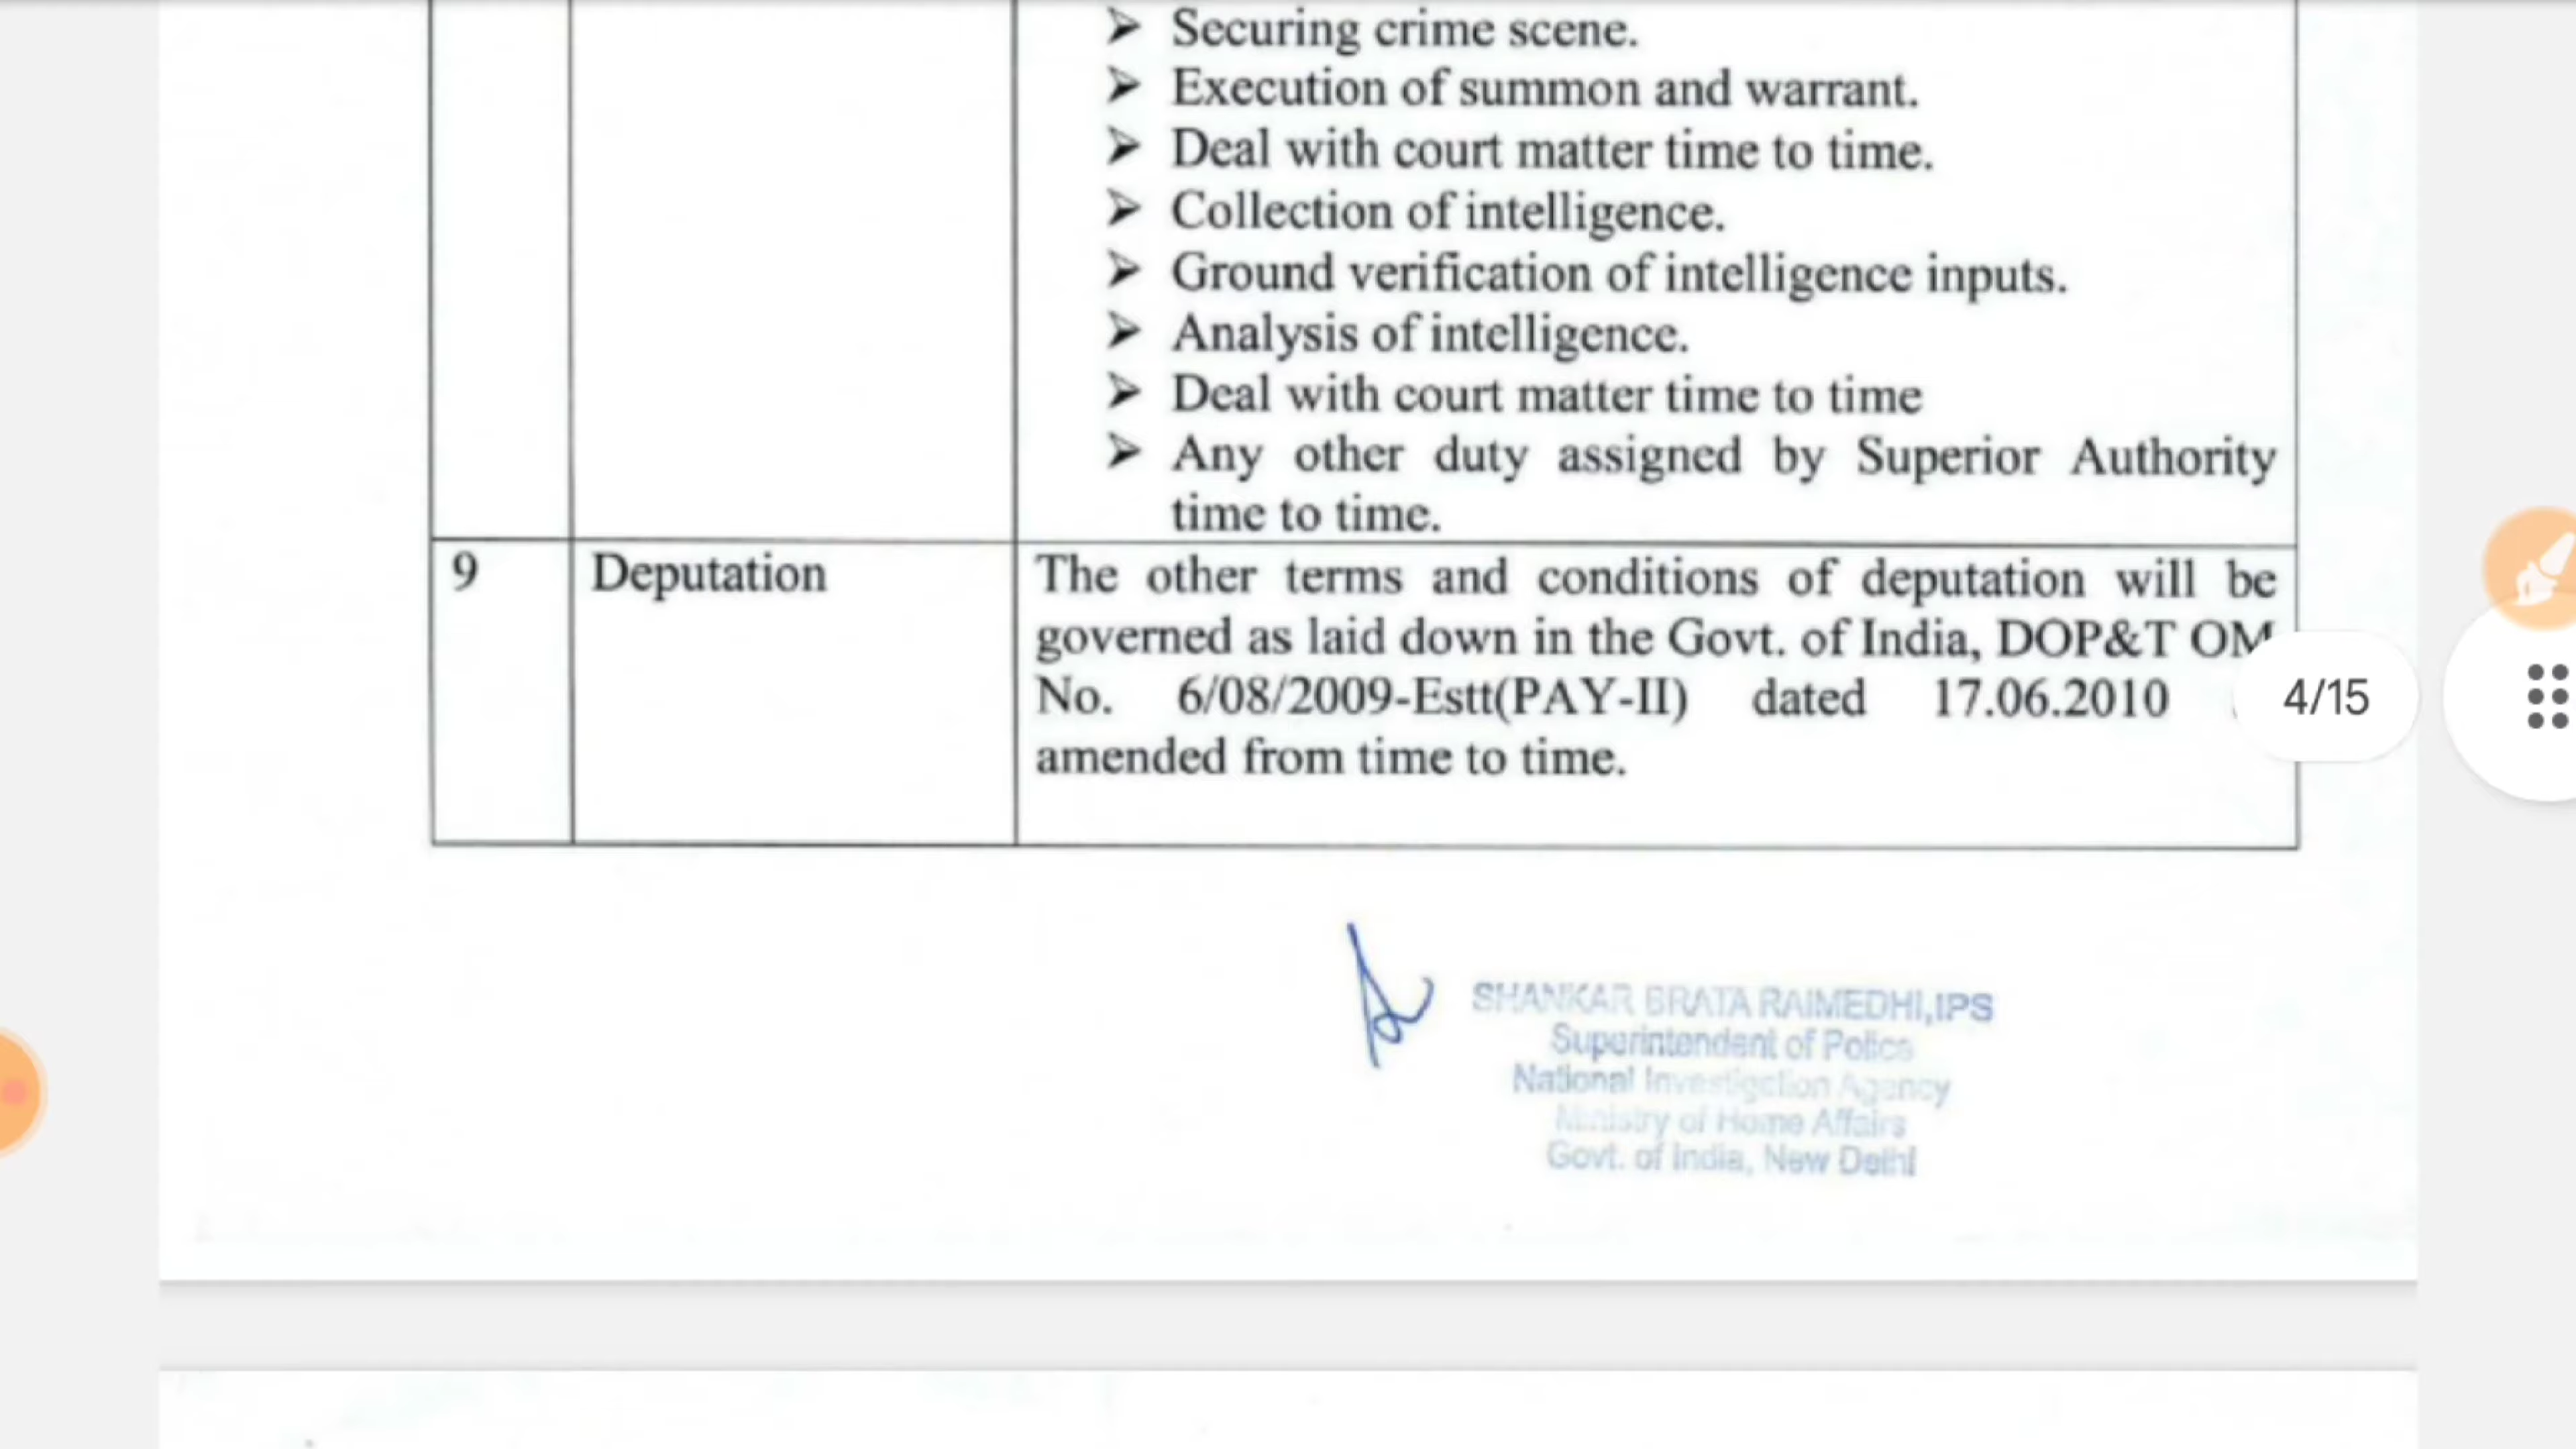 ➤ Securing crime scene.
➤ Execution of summon and warrant.
➤ Deal with court matter time to time.
➤ Collection of intelligence.
➤ Ground verification of intelligence inputs.
➤ Analysis of intelligence.
➤ Deal with court matter time to time
➤ Any other duty assigned by Superior Authority
time to time.
9 Deputation The other terms and conditions of deputation will be
governed as laid down in the Govt. of India, DOP&T OM
No. 6/08/2009-Estt(PAY-II) dated 17.06.2010
amended from time to time.
4/15
SHANKAR BRATA RAIMEDHI,IPS
Superintendent of Police
National Investigation Agency
Ministry of Home Affairs
Govt. of India, New Delhi